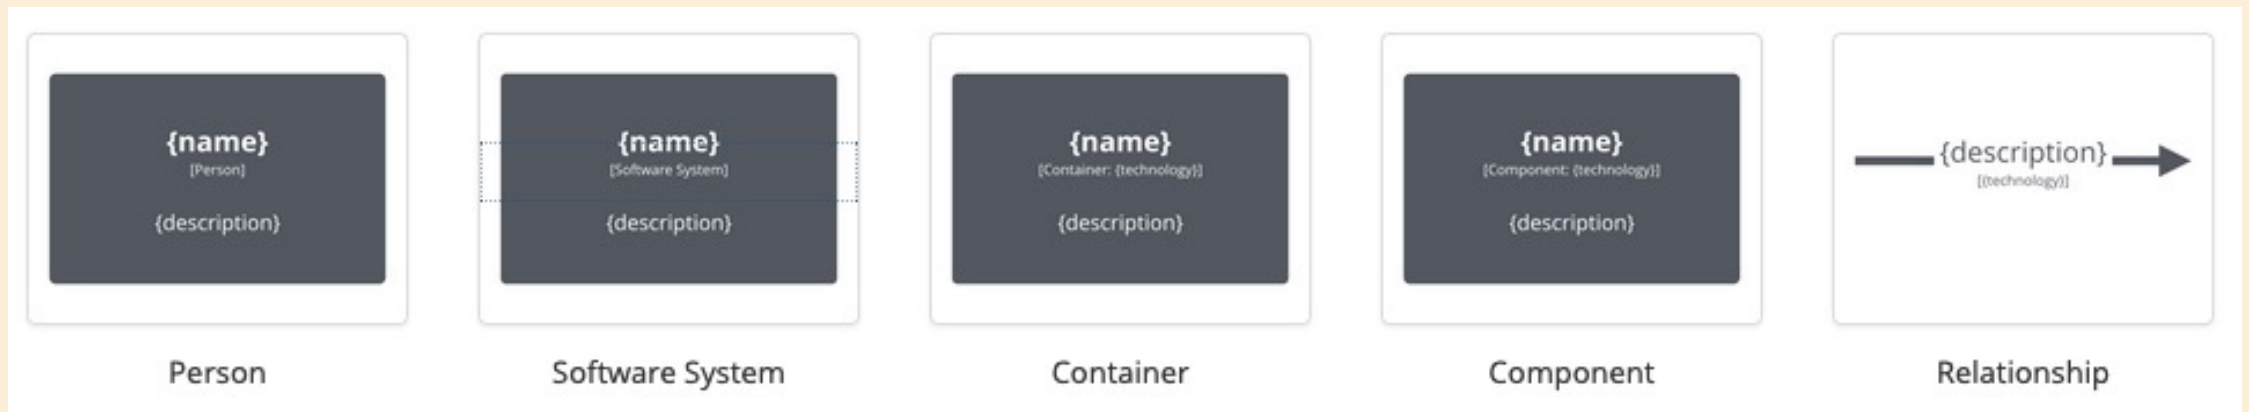 {name}
[Person]
{description}
Person
{name}
[Software System]
{description}
Software System
{name}
[Container: {technology}]
{description}
Container
{name}
[Component: {technology}]
{description}
Component
{description}
[{technology}]
Relationship